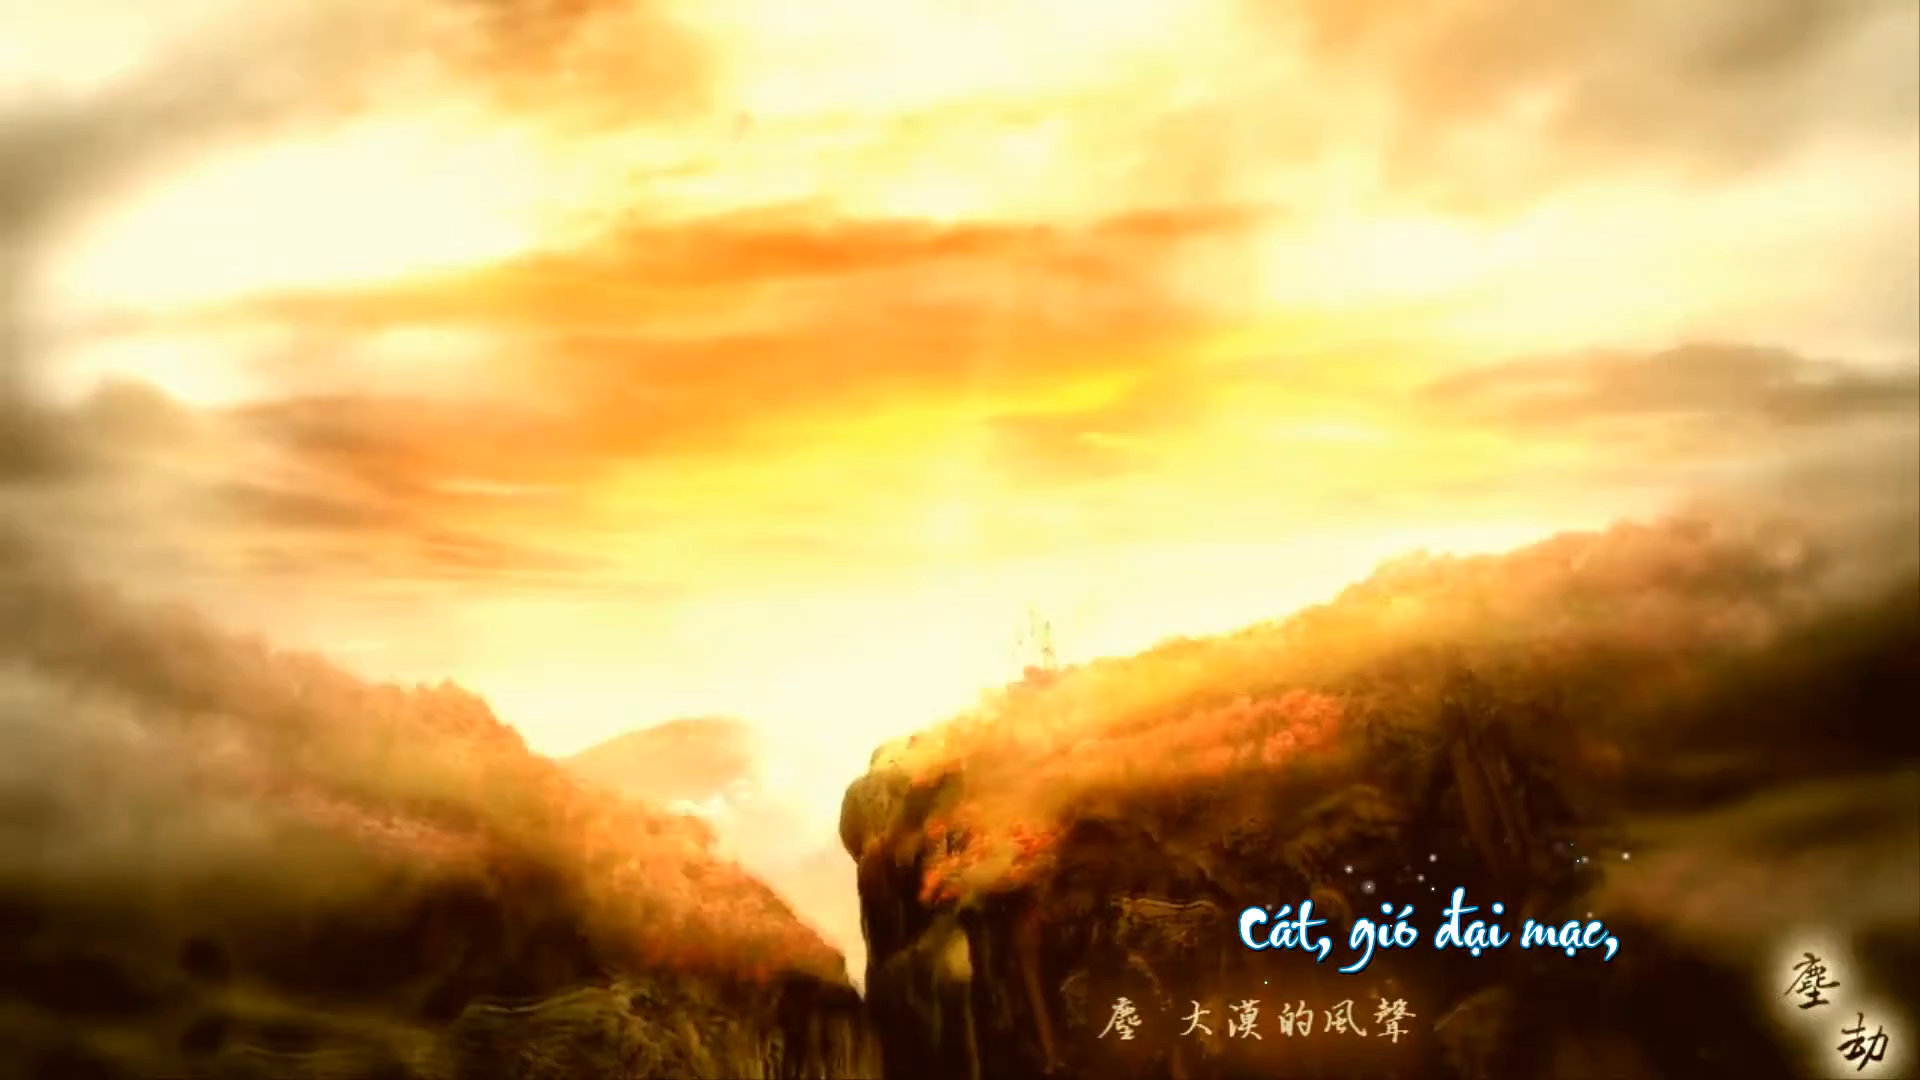 Cát, gió đại mạc,
塵 大漠的風聲
塵
劫